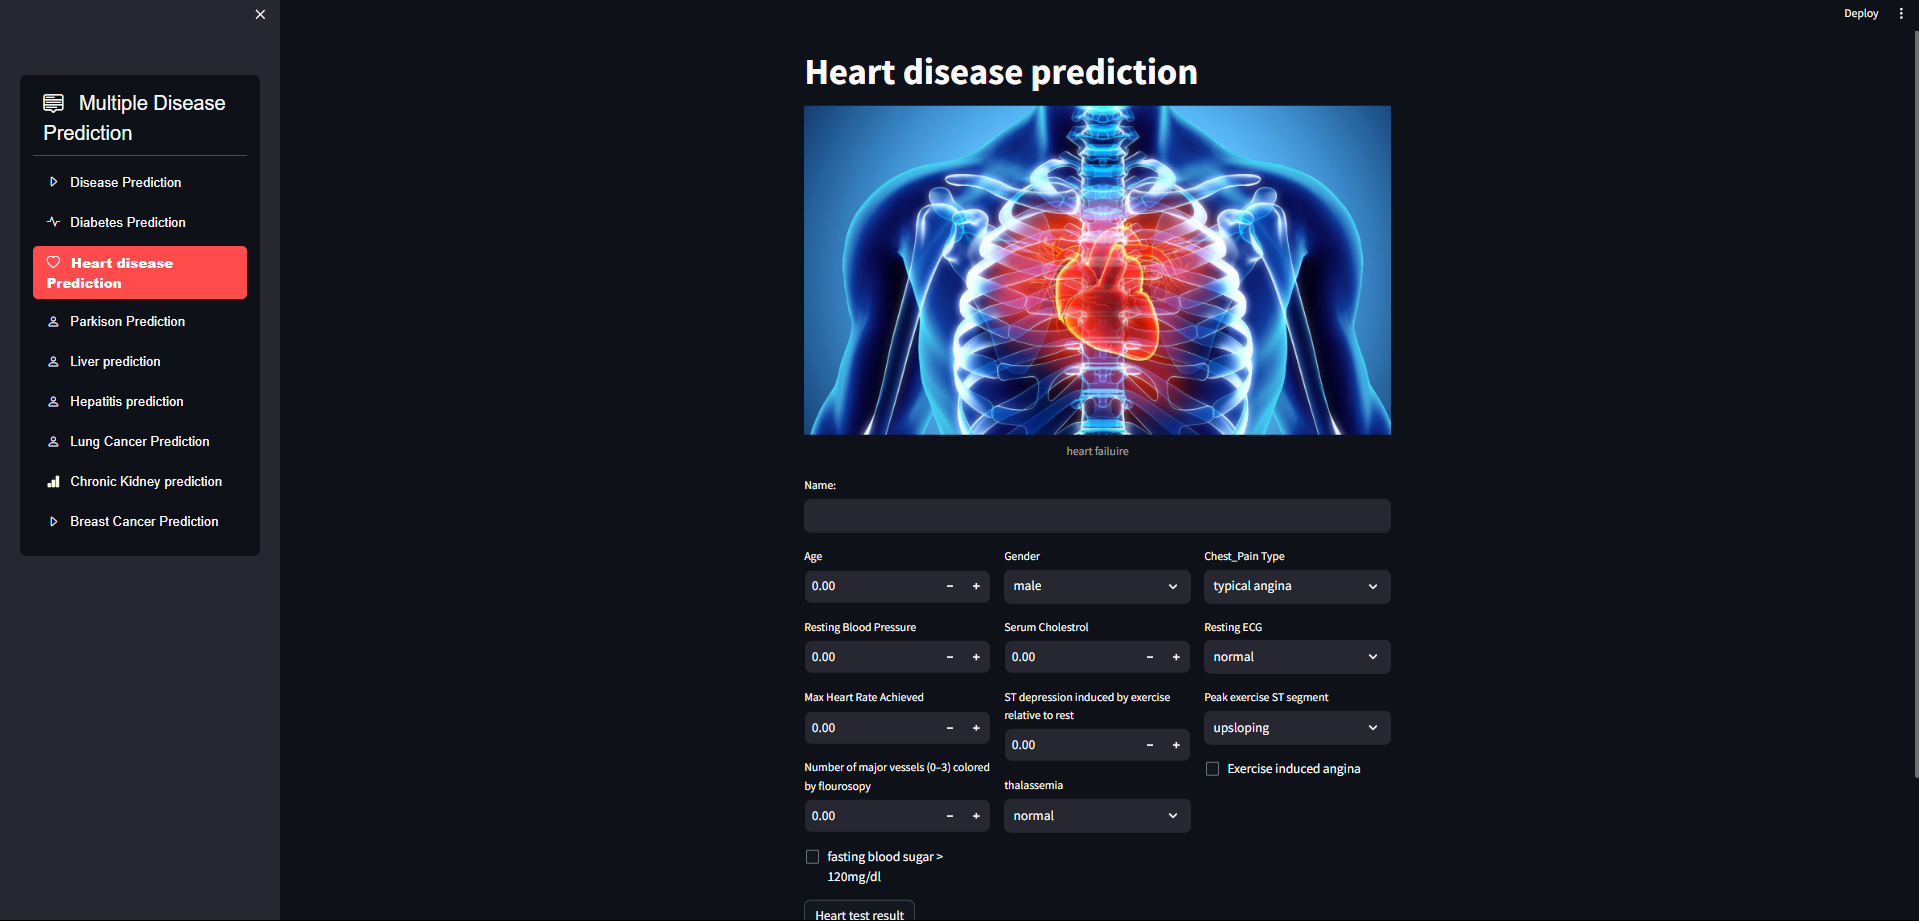 Deploy
Multiple Disease
Prediction
Disease Prediction
Diabetes Prediction
Heart disease
Prediction
Parkison Prediction
Liver prediction
Hepatitis prediction
Lung Cancer Prediction
Chronic Kidney prediction
Breast Cancer Prediction
Heart disease prediction
heart failuire
Name:
Age
Gender
Chest_Pain Type
0.00
male
typical angina
Resting Blood Pressure
Serum Cholestrol
Resting ECG
0.00
0.00
normal
Max Heart Rate Achieved
ST depression induced by exercise
relative to rest
Peak exercise ST segment
0.00
0.00
upsloping
Number of major vessels (0–3) colored
by flourosopy
thalassemia
Exercise induced angina
0.00
normal
fasting blood sugar >
120mg/dl
Heart test result